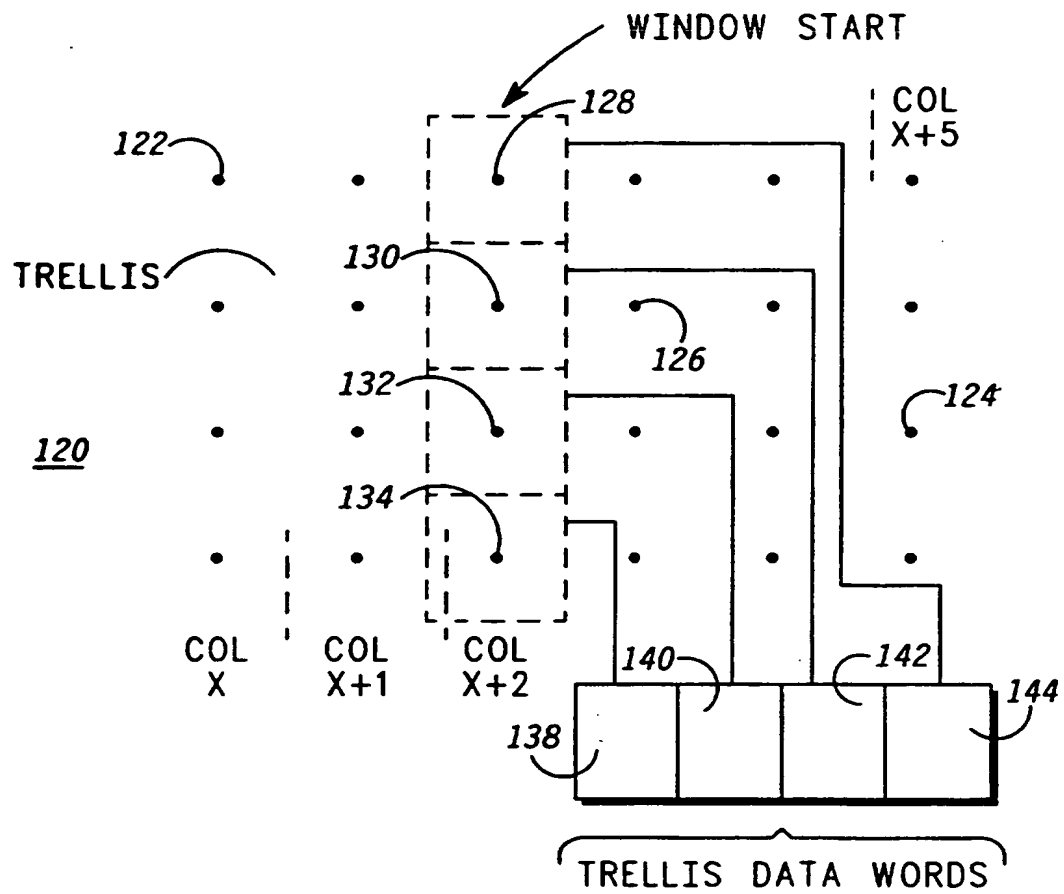 WINDOW START
128
COL
X+5
122
130
TRELLIS
126
132
124
120
134
COL
X
COL
X+1
COL
X+2
140
142
144
138
TRELLIS DATA WORDS